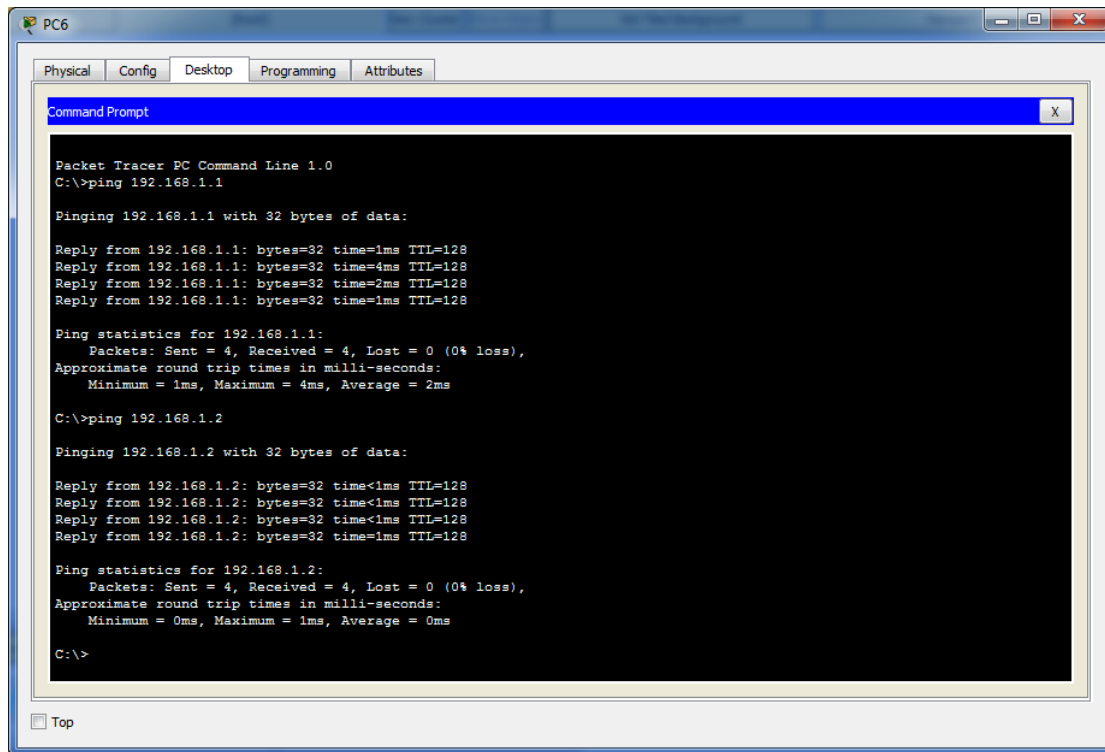 PC6
Physical Config Desktop Programming Attributes
Command Prompt X
Packet Tracer PC Command Line 1.0
C:\>ping 192.168.1.1
Pinging 192.168.1.1 with 32 bytes of data:
Reply from 192.168.1.1: bytes=32 time=1ms TTL=128
Reply from 192.168.1.1: bytes=32 time=4ms TTL=128
Reply from 192.168.1.1: bytes=32 time=2ms TTL=128
Reply from 192.168.1.1: bytes=32 time=1ms TTL=128
Ping statistics for 192.168.1.1:
Packets: Sent = 4, Received = 4, Lost = 0 (0% loss),
Approximate round trip times in milli-seconds:
Minimum = 1ms, Maximum = 4ms, Average = 2ms
C:\>ping 192.168.1.2
Pinging 192.168.1.2 with 32 bytes of data:
Reply from 192.168.1.2: bytes=32 time<1ms TTL=128
Reply from 192.168.1.2: bytes=32 time<1ms TTL=128
Reply from 192.168.1.2: bytes=32 time<1ms TTL=128
Reply from 192.168.1.2: bytes=32 time=1ms TTL=128
Ping statistics for 192.168.1.2:
Packets: Sent = 4, Received = 4, Lost = 0 (0% loss),
Approximate round trip times in milli-seconds:
Minimum = 0ms, Maximum = 1ms, Average = 0ms
C:\>
Top